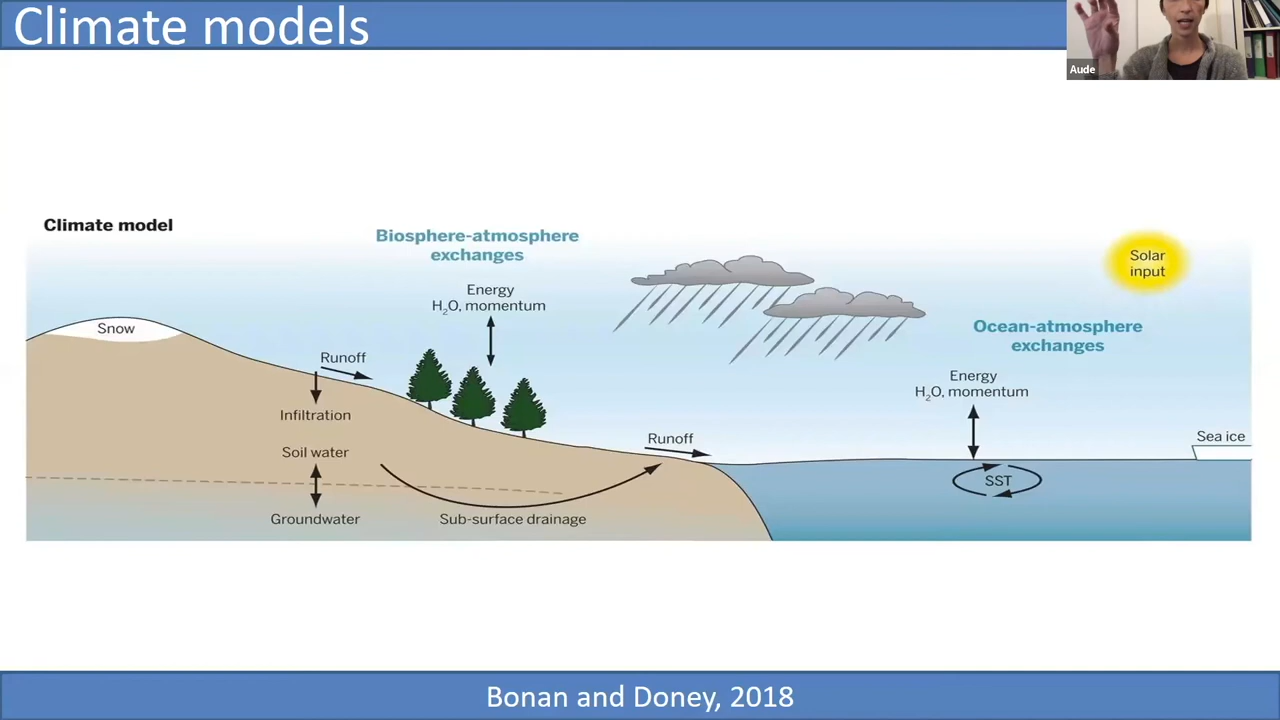 Climate models
Aude
Climate model
Biosphere-atmosphere
exchanges
Energy
H₂O, momentum
Solar
input
Snow
Runoff
Infiltration
Soil water
Groundwater
Sub-surface drainage
Runoff
Ocean-atmosphere
exchanges
Energy
H₂O, momentum
Sea ice
SST
Bonan and Doney, 2018